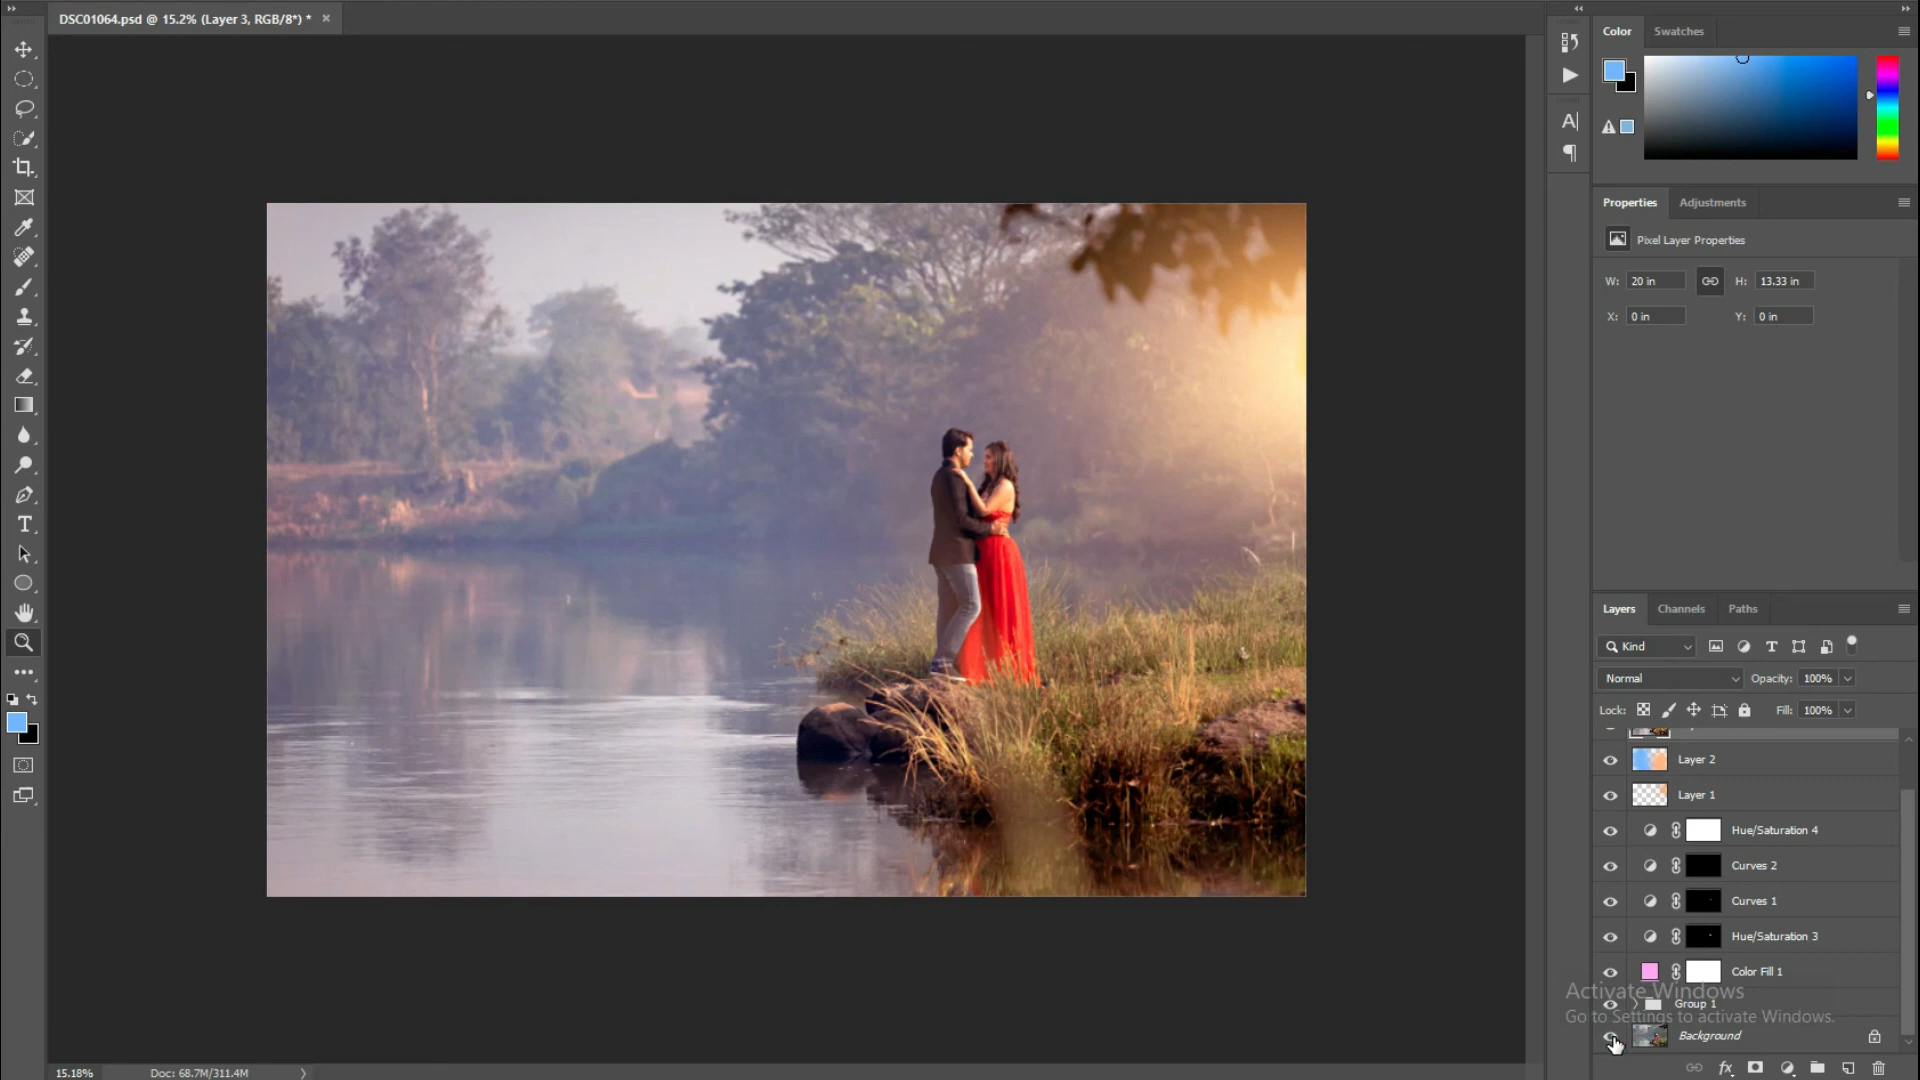 DSC01064.psd @ 15.2% (Layer 3, RGB/8*) *
Color
Swatches
Properties
Adjustments
Pixel Layer Properties
W: 20 in H: 13.33 in
X: 0 in Y: 0 in
Layers
Channels
Paths
Kind
Normal
Opacity: 100%
Lock:
Fill: 100%
Layer 2
Layer 1
Hue/Saturation 4
Curves 2
Curves 1
Hue/Saturation 3
Color Fill 1
Activate Windows
Group 1
Go to Settings to activate Windows.
Background
15.18%
Doc: 68.7M/311.4M